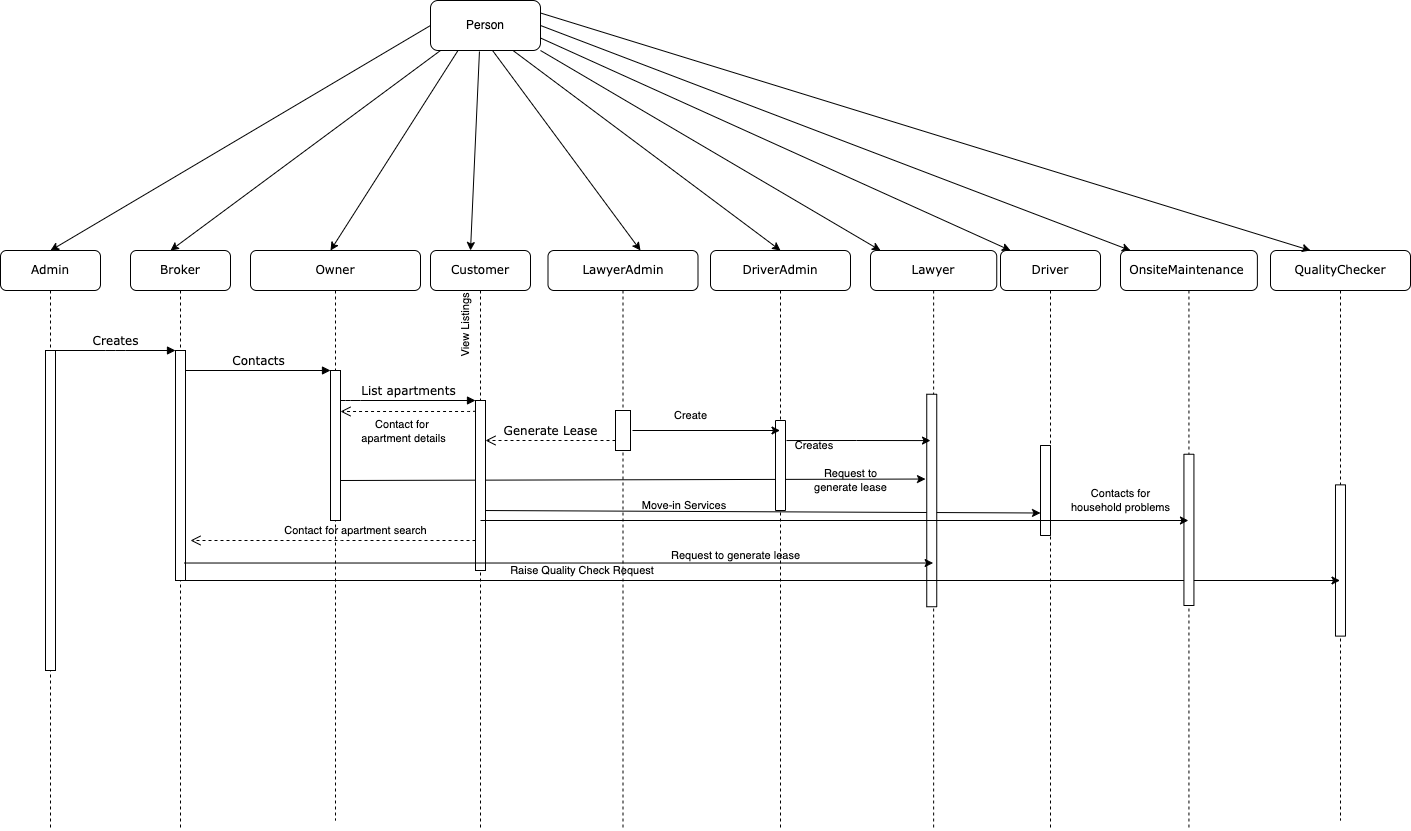 Person
Admin
Broker
Owner
Customer
LawyerAdmin
DriverAdmin
Lawyer
Driver
OnsiteMaintenance
QualityChecker
View Listings
Creates
Contacts
List apartments
Contact for
apartment details
Generate Lease
Create
Creates
Request to
generate lease
Move-in Services
Contacts for
household problems
Contact for apartment search
Request to generate lease
Raise Quality Check Request